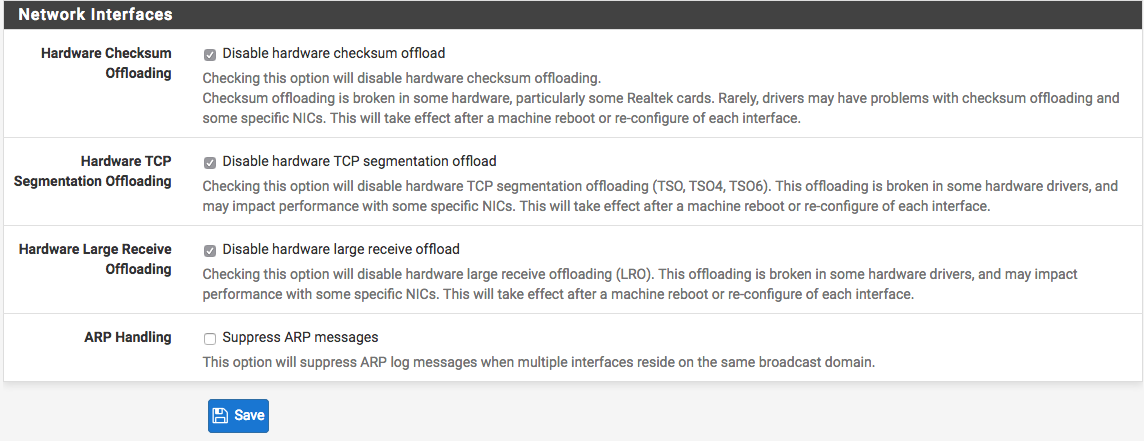 Network Interfaces
Hardware Checksum
Offloading
Disable hardware checksum offload
Checking this option will disable hardware checksum offloading.
Checksum offloading is broken in some hardware, particularly some Realtek cards. Rarely, drivers may have problems with checksum offloading and
some specific NICs. This will take effect after a machine reboot or re-configure of each interface.
Hardware TCP
Segmentation Offloading
Disable hardware TCP segmentation offload
Checking this option will disable hardware TCP segmentation offloading (TSO, TSO4, TSO6). This offloading is broken in some hardware drivers, and
may impact performance with some specific NICs. This will take effect after a machine reboot or re-configure of each interface.
Hardware Large Receive
Offloading
Disable hardware large receive offload
Checking this option will disable hardware large receive offloading (LRO). This offloading is broken in some hardware drivers, and may impact
performance with some specific NICs. This will take effect after a machine reboot or re-configure of each interface.
ARP Handling
Suppress ARP messages
This option will suppress ARP log messages when multiple interfaces reside on the same broadcast domain.
Save